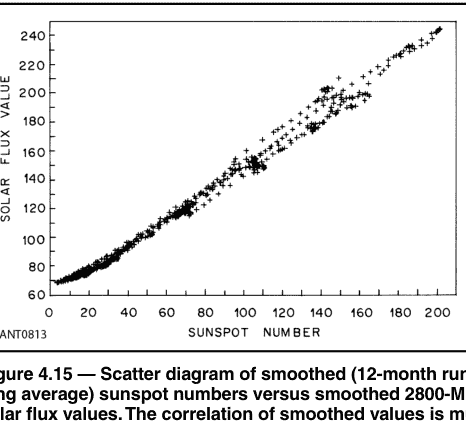 240
220
200
180
160
140
120
100
80
60
SOLAR FLUX VALUE
0 20 40 60 80 100 120 140 160 180 200
ANT0813
SUNSPOT NUMBER
gure 4.15 — Scatter diagram of smoothed (12-month run
ng average) sunspot numbers versus smoothed 2800-M
lar flux values. The correlation of smoothed values is m